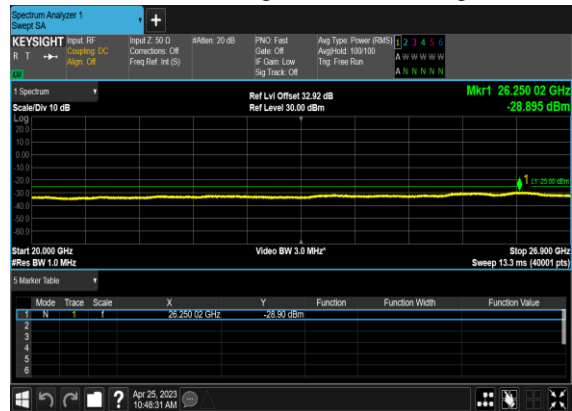 Spectrum Analyzer 1
Swept SA
KEYSIGHT Input: RF Input Z: 50 Ω #Atten: 20 dB PNO: Fast Avg Type: Power (RMS) 1 2 3 4 5 6
R T Coupling: DC Corrections: Off Gate: Off Avg|Hold: 100/100 A W W W W W
Align: Off Freq Ref: Int (S) IF Gain: Low Trig: Free Run
Sig Track: Off A N N N N N
1 Spectrum Ref Lvl Offset 32.92 dB Mkr1 26.250 02 GHz
Scale/Div 10 dB Ref Level 30.00 dBm -28.895 dBm
Log
20.0
10.0
0.00
-10.0
-20.0 1 
-30.0
-40.0
-50.0
-60.0
Start 20.000 GHz Video BW 3.0 MHz* Stop 26.900 GHz
#Res BW 1.0 MHz Sweep 13.3 ms (40001 pts)
5 Marker Table
Mode Trace Scale X Y Function Function Width Function Value
1 N 1 f 26.250 02 GHz -28.90 dBm
2
3
4
5
6
? Apr 25, 2023
10:48:31 AM